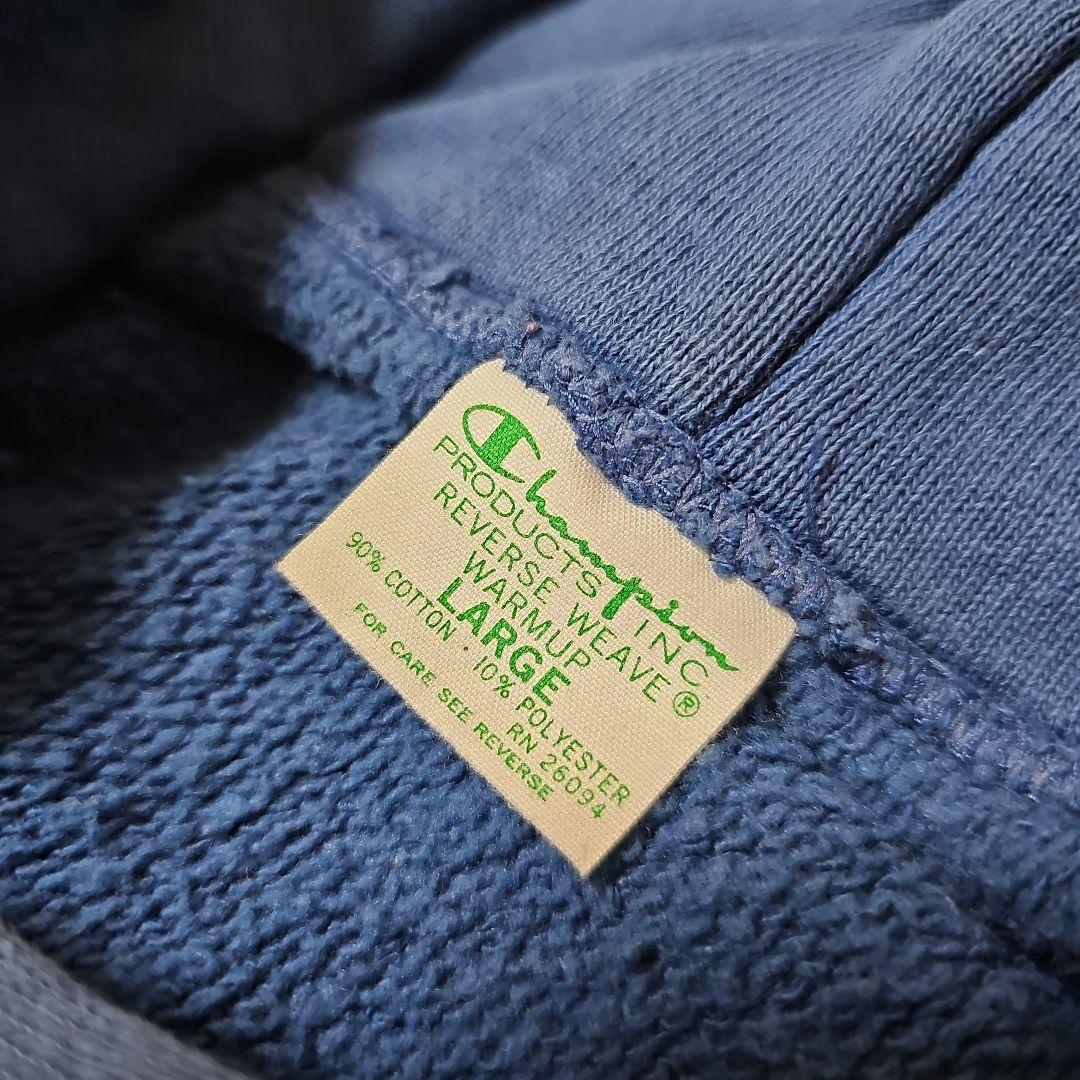 Champion
PRODUCTS INC.
REVERSE WEAVE®
WARMUP
LARGE
90% COTTON . 10% POLYESTER
RN 26094
FOR CARE SEE REVERSE